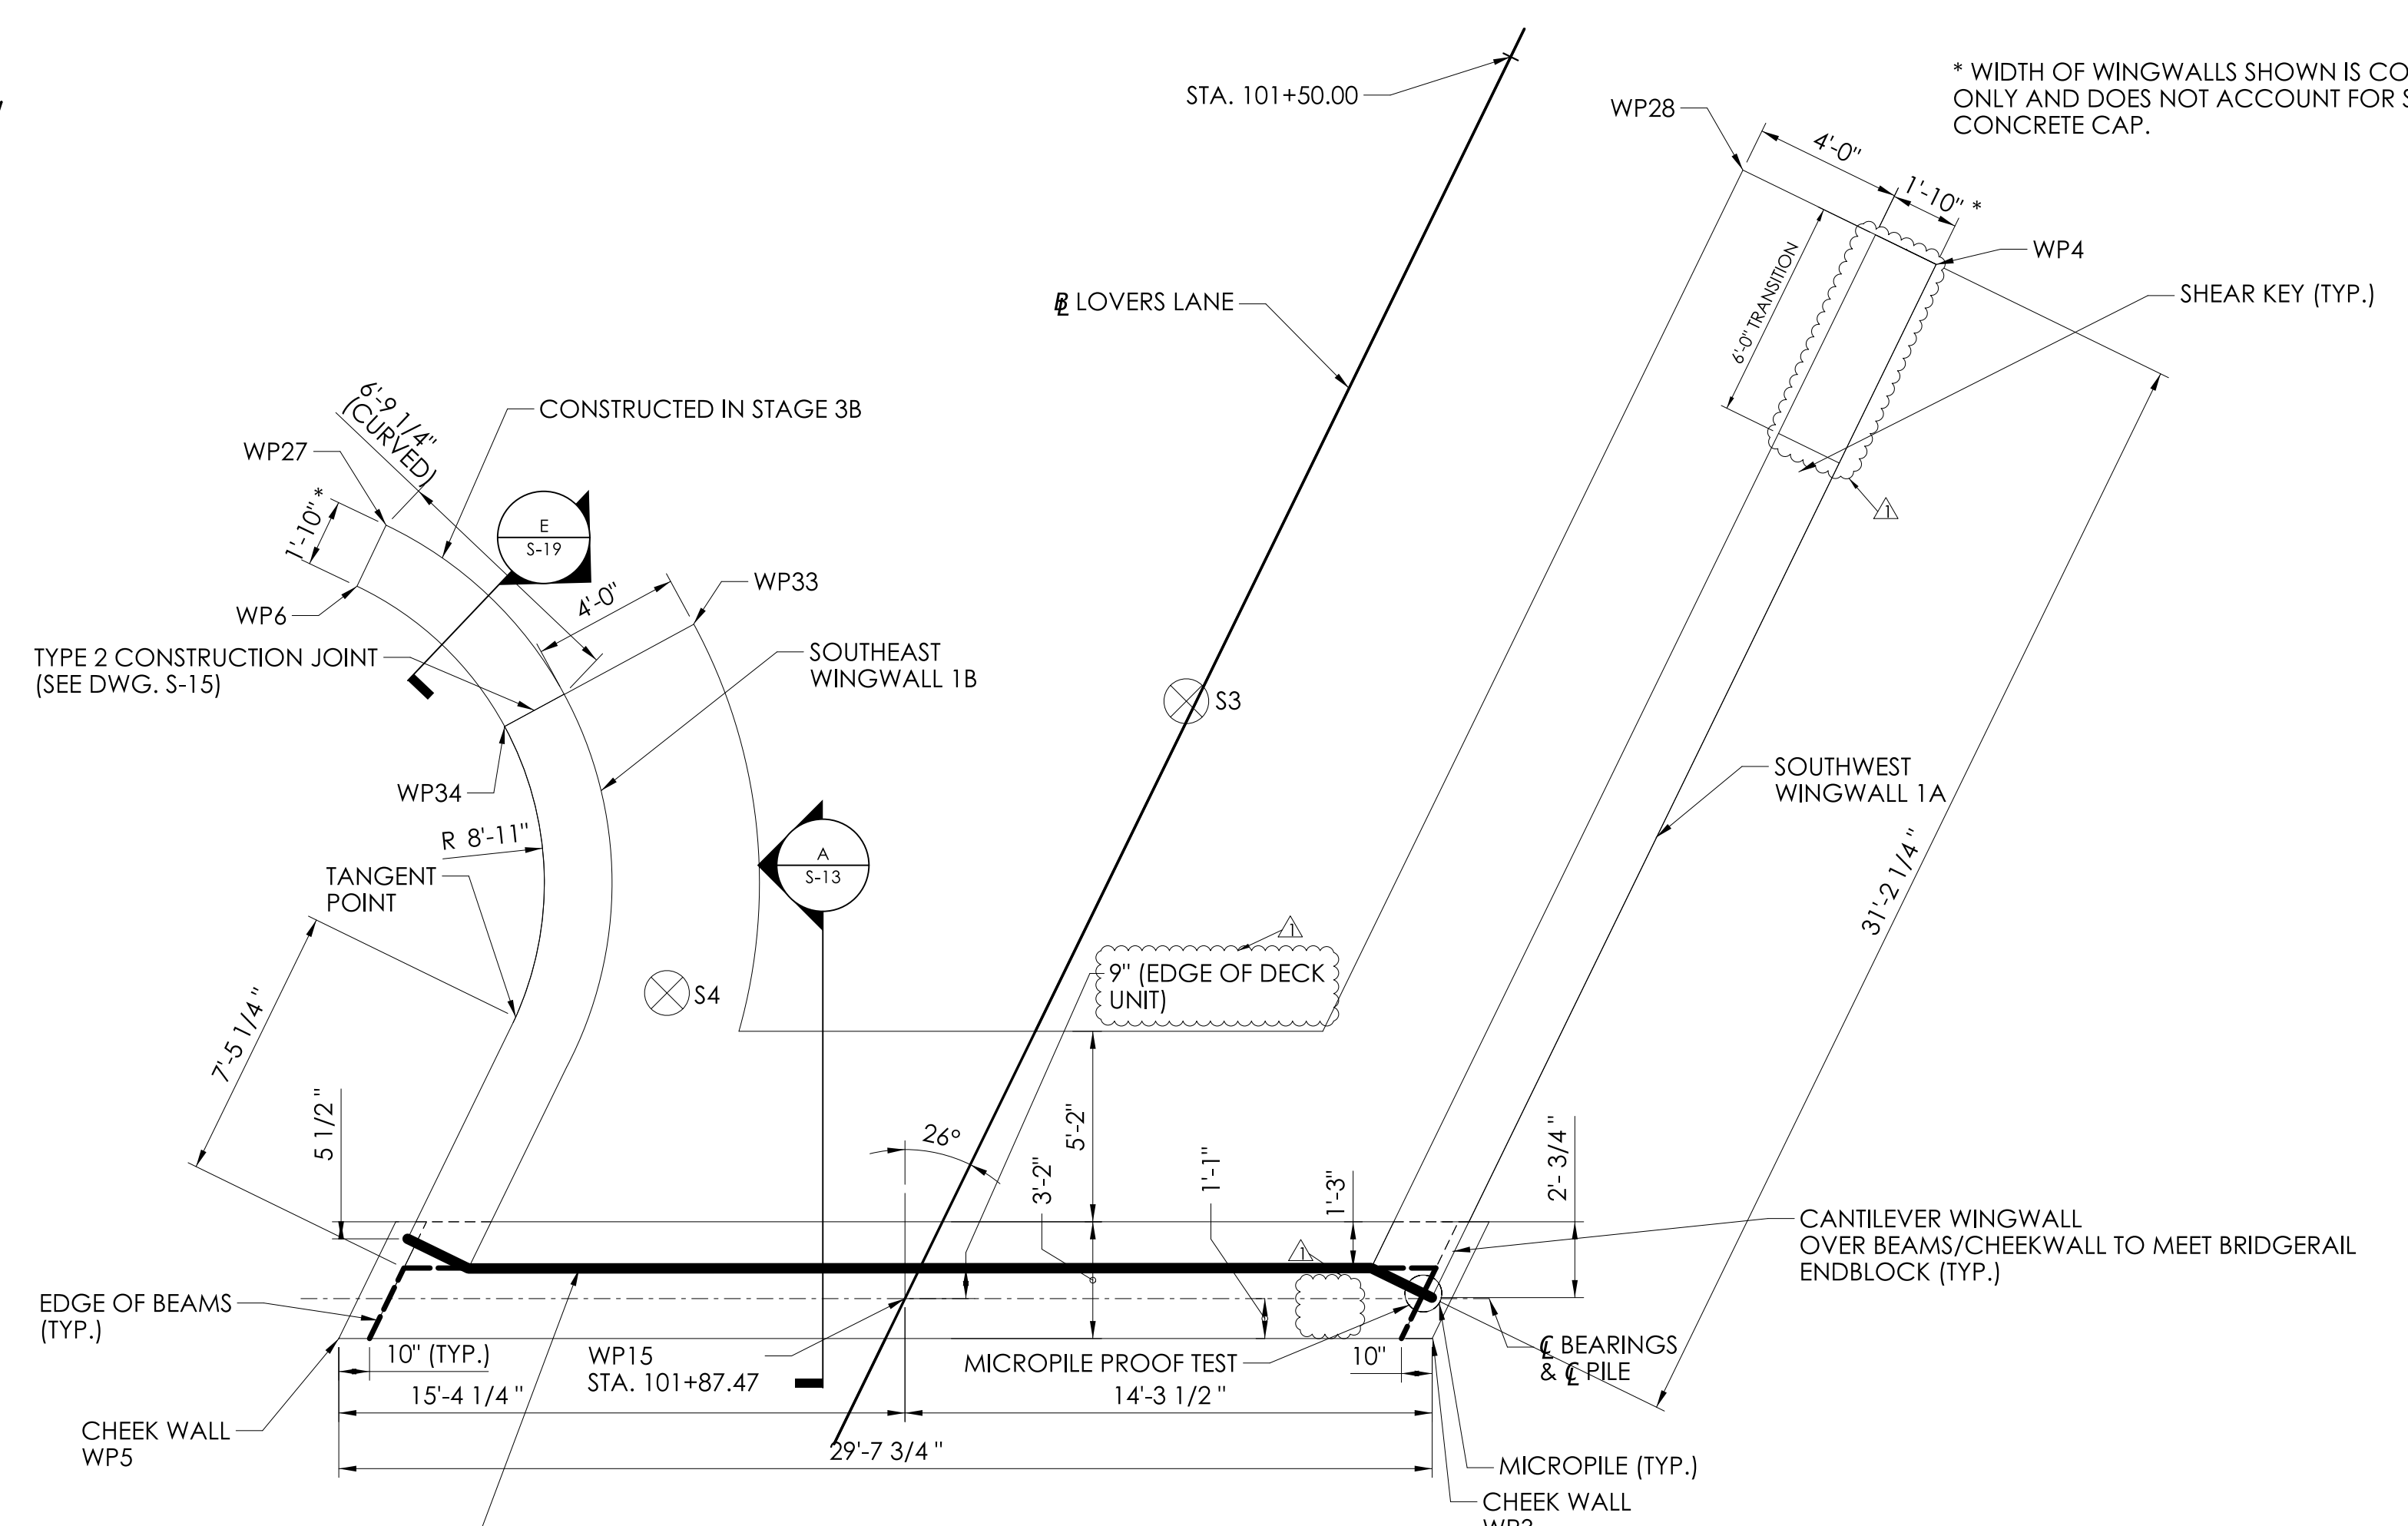 * WIDTH OF WINGWALLS SHOWN IS CO
ONLY AND DOES NOT ACCOUNT FOR S
CONCRETE CAP.
STA. 101+50.00
WP28
4'-0"
1'-10" *
WP4
6'-0" TRANSITION
SHEAR KEY (TYP.)
℄ LOVERS LANE
1
6'-9 1/4"
(CURVED)
CONSTRUCTED IN STAGE 3B
WP27
1'-10" *
E
S-19
WP6
4'-0"
WP33
TYPE 2 CONSTRUCTION JOINT
(SEE DWG. S-15)
SOUTHEAST
WINGWALL 1B
S3
WP34
R 8'-11"
A
S-13
SOUTHWEST
WINGWALL 1A
31'-2 1/4"
TANGENT
POINT
S4
1
9" (EDGE OF DECK
UNIT)
7'-5 1/4"
5 1/2"
26°
5'-2"
3'-2"
1'-1"
1'-3"
2'- 3/4"
CANTILEVER WINGWALL
OVER BEAMS/CHEEKWALL TO MEET BRIDGERAIL
ENDBLOCK (TYP.)
1
EDGE OF BEAMS
(TYP.)
10" (TYP.)
WP15
STA. 101+87.47
MICROPILE PROOF TEST
10"
℄ BEARINGS
& ℄ PILE
15'-4 1/4"
14'-3 1/2"
29'-7 3/4"
CHEEK WALL
WP5
MICROPILE (TYP.)
CHEEK WALL